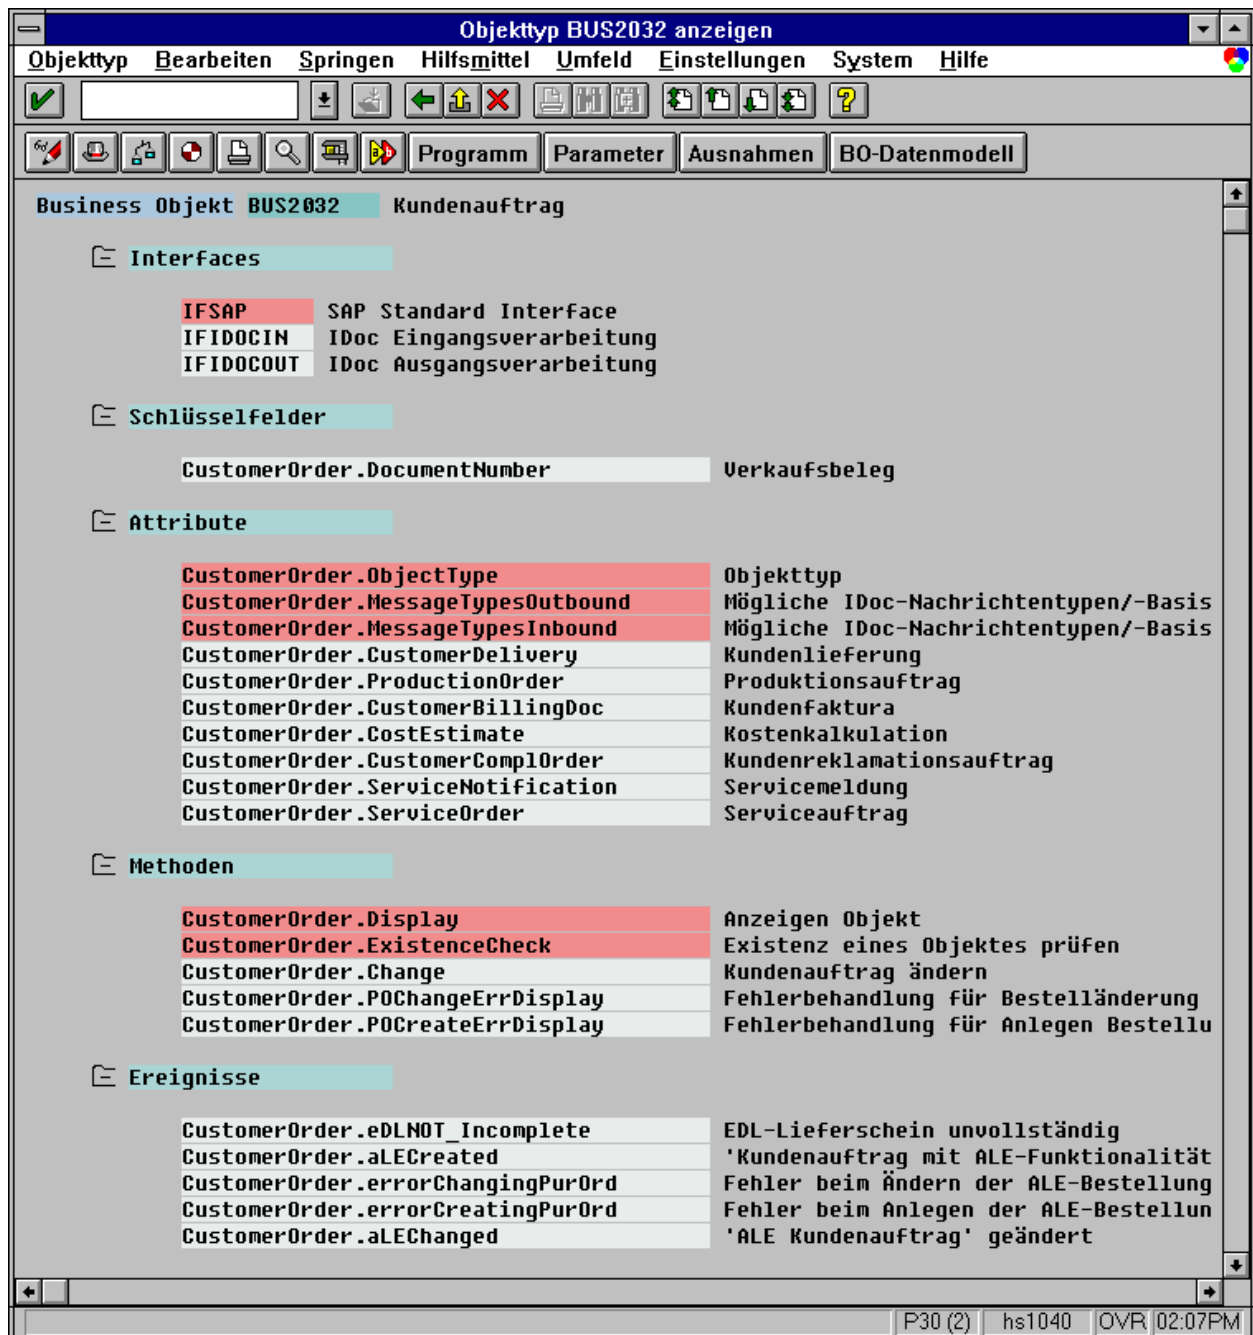 Objekttyp BUS2032 anzeigen
Objekttyp Bearbeiten Springen Hilfsmittel Umfeld Einstellungen System Hilfe
Programm Parameter Ausnahmen BO-Datenmodell
Business Objekt BUS2032 Kundenauftrag
Interfaces
IFSAP SAP Standard Interface
IFIDOCIN IDoc Eingangsverarbeitung
IFIDOCOUT IDoc Ausgangsverarbeitung
Schlüsselfelder
CustomerOrder.DocumentNumber Verkaufsbeleg
Attribute
CustomerOrder.ObjectType Objekttyp
CustomerOrder.MessageTypesOutbound Mögliche IDoc-Nachrichtentypen/-Basis
CustomerOrder.MessageTypesInbound Mögliche IDoc-Nachrichtentypen/-Basis
CustomerOrder.CustomerDelivery Kundenlieferung
CustomerOrder.ProductionOrder Produktionsauftrag
CustomerOrder.CustomerBillingDoc Kundenfaktura
CustomerOrder.CostEstimate Kostenkalkulation
CustomerOrder.CustomerComplOrder Kundenreklamationsauftrag
CustomerOrder.ServiceNotification Servicemeldung
CustomerOrder.ServiceOrder Serviceauftrag
Methoden
CustomerOrder.Display Anzeigen Objekt
CustomerOrder.ExistenceCheck Existenz eines Objektes prüfen
CustomerOrder.Change Kundenauftrag ändern
CustomerOrder.POChangeErrDisplay Fehlerbehandlung für Bestelländerung
CustomerOrder.POCreateErrDisplay Fehlerbehandlung für Anlegen Bestellu
Ereignisse
CustomerOrder.eDLNOT_Incomplete EDL-Lieferschein unvollständig
CustomerOrder.aLECreated 'Kundenauftrag mit ALE-Funktionalität
CustomerOrder.errorChangingPurOrd Fehler beim Ändern der ALE-Bestellung
CustomerOrder.errorCreatingPurOrd Fehler beim Anlegen der ALE-Bestellun
CustomerOrder.aLEChanged 'ALE Kundenauftrag' geändert
P30 (2) hs1040 OVR 02:07PM